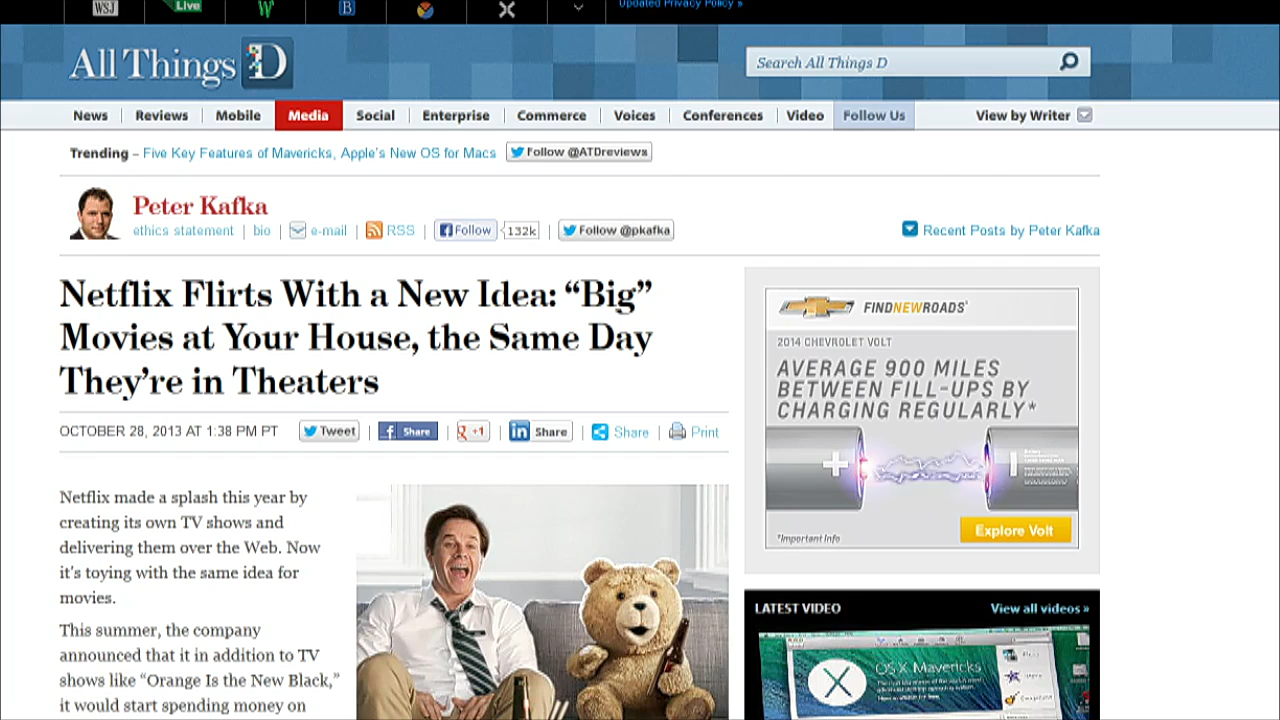 WSJ
Live
W
B
Updated Privacy Policy »
All Things D
Search All Things D
News
Reviews
Mobile
Media
Social
Enterprise
Commerce
Voices
Conferences
Video
Follow Us
View by Writer
Trending – Five Key Features of Mavericks, Apple's New OS for Macs
Follow @ATDreviews
Peter Kafka
ethics statement | bio | e-mail | RSS | Follow 132k | Follow @pkafka
Recent Posts by Peter Kafka
Netflix Flirts With a New Idea: “Big”
Movies at Your House, the Same Day
They’re in Theaters
OCTOBER 28, 2013 AT 1:38 PM PT
Tweet | Share | +1 | Share | Share | Print
Netflix made a splash this year by
creating its own TV shows and
delivering them over the Web. Now
it's toying with the same idea for
movies.
This summer, the company
announced that it in addition to TV
shows like “Orange Is the New Black,”
it would start spending money on
FINDNEWROADS
2014 CHEVROLET VOLT
AVERAGE 900 MILES
BETWEEN FILL-UPS BY
CHARGING REGULARLY*
*Important Info
Explore Volt
LATEST VIDEO
View all videos »
OS X Mavericks